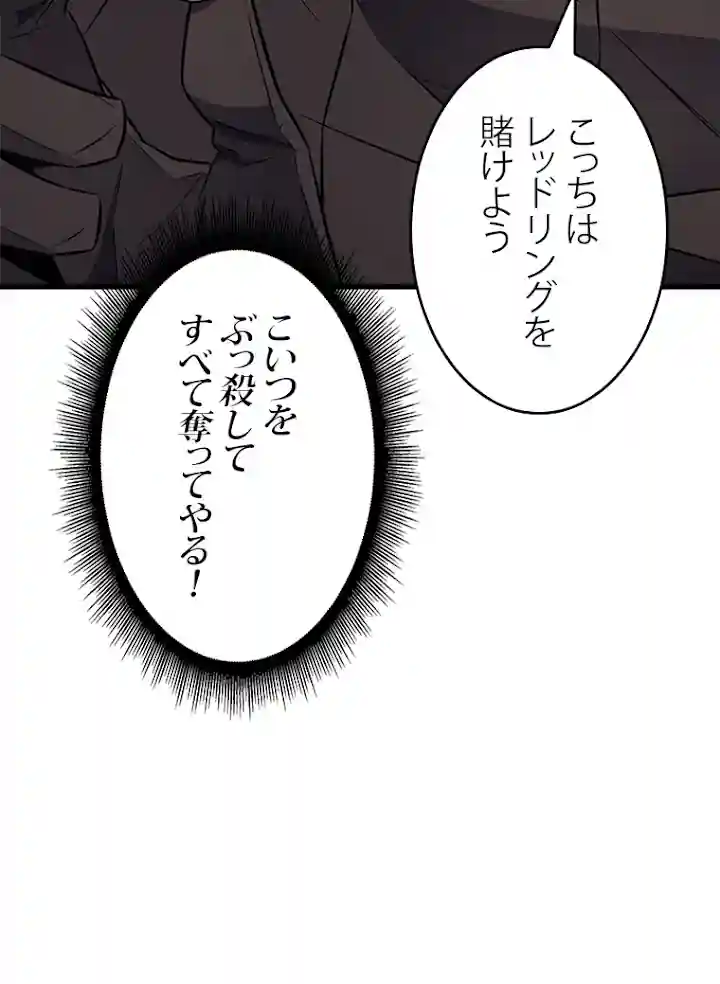 こっちは
レッドリングを
賭けよう
こいつを
ぶっ殺して
すべて奪ってやる！